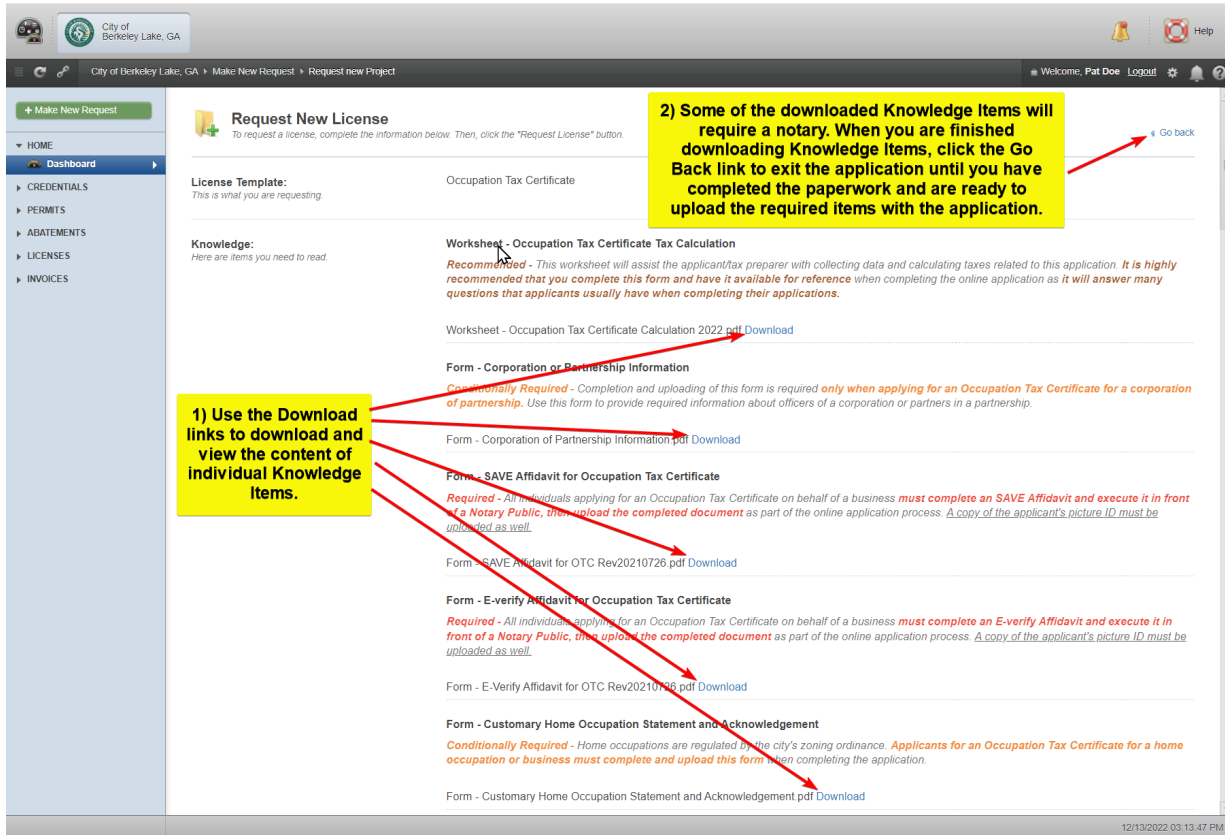 City of
Berkeley Lake, GA
Help
City of Berkeley Lake, GA ▸ Make New Request ▸ Request new Project
Welcome, Pat Doe Logout
+ Make New Request
HOME
Dashboard
CREDENTIALS
PERMITS
ABATEMENTS
LICENSES
INVOICES
Request New License
To request a license, complete the information below. Then, click the "Request License" button.
2) Some of the downloaded Knowledge Items will
require a notary. When you are finished
downloading Knowledge Items, click the Go
Back link to exit the application until you have
completed the paperwork and are ready to
upload the required items with the application.
Go back
License Template:
This is what you are requesting.
Occupation Tax Certificate
Knowledge:
Here are items you need to read.
Worksheet - Occupation Tax Certificate Tax Calculation
Recommended - This worksheet will assist the applicant/tax preparer with collecting data and calculating taxes related to this application. It is highly
recommended that you complete this form and have it available for reference when completing the online application as it will answer many
questions that applicants usually have when completing their applications.
Worksheet - Occupation Tax Certificate Calculation 2022.pdf Download
Form - Corporation or Partnership Information
Conditionally Required - Completion and uploading of this form is required only when applying for an Occupation Tax Certificate for a corporation
of partnership. Use this form to provide required information about officers of a corporation or partners in a partnership.
1) Use the Download
links to download and
view the content of
individual Knowledge
Items.
Form - Corporation of Partnership Information.pdf Download
Form - SAVE Affidavit for Occupation Tax Certificate
Required - All individuals applying for an Occupation Tax Certificate on behalf of a business must complete an SAVE Affidavit and execute it in front
of a Notary Public, then upload the completed document as part of the online application process. A copy of the applicant's picture ID must be
uploaded as well.
Form - SAVE Affidavit for OTC Rev20210726.pdf Download
Form - E-verify Affidavit for Occupation Tax Certificate
Required - All individuals applying for an Occupation Tax Certificate on behalf of a business must complete an E-verify Affidavit and execute it in
front of a Notary Public, then upload the completed document as part of the online application process. A copy of the applicant's picture ID must be
uploaded as well.
Form - E-Verify Affidavit for OTC Rev20210726.pdf Download
Form - Customary Home Occupation Statement and Acknowledgement
Conditionally Required - Home occupations are regulated by the city's zoning ordinance. Applicants for an Occupation Tax Certificate for a home
occupation or business must complete and upload this form when completing the application.
Form - Customary Home Occupation Statement and Acknowledgement.pdf Download
12/13/2022 03:13:47 PM